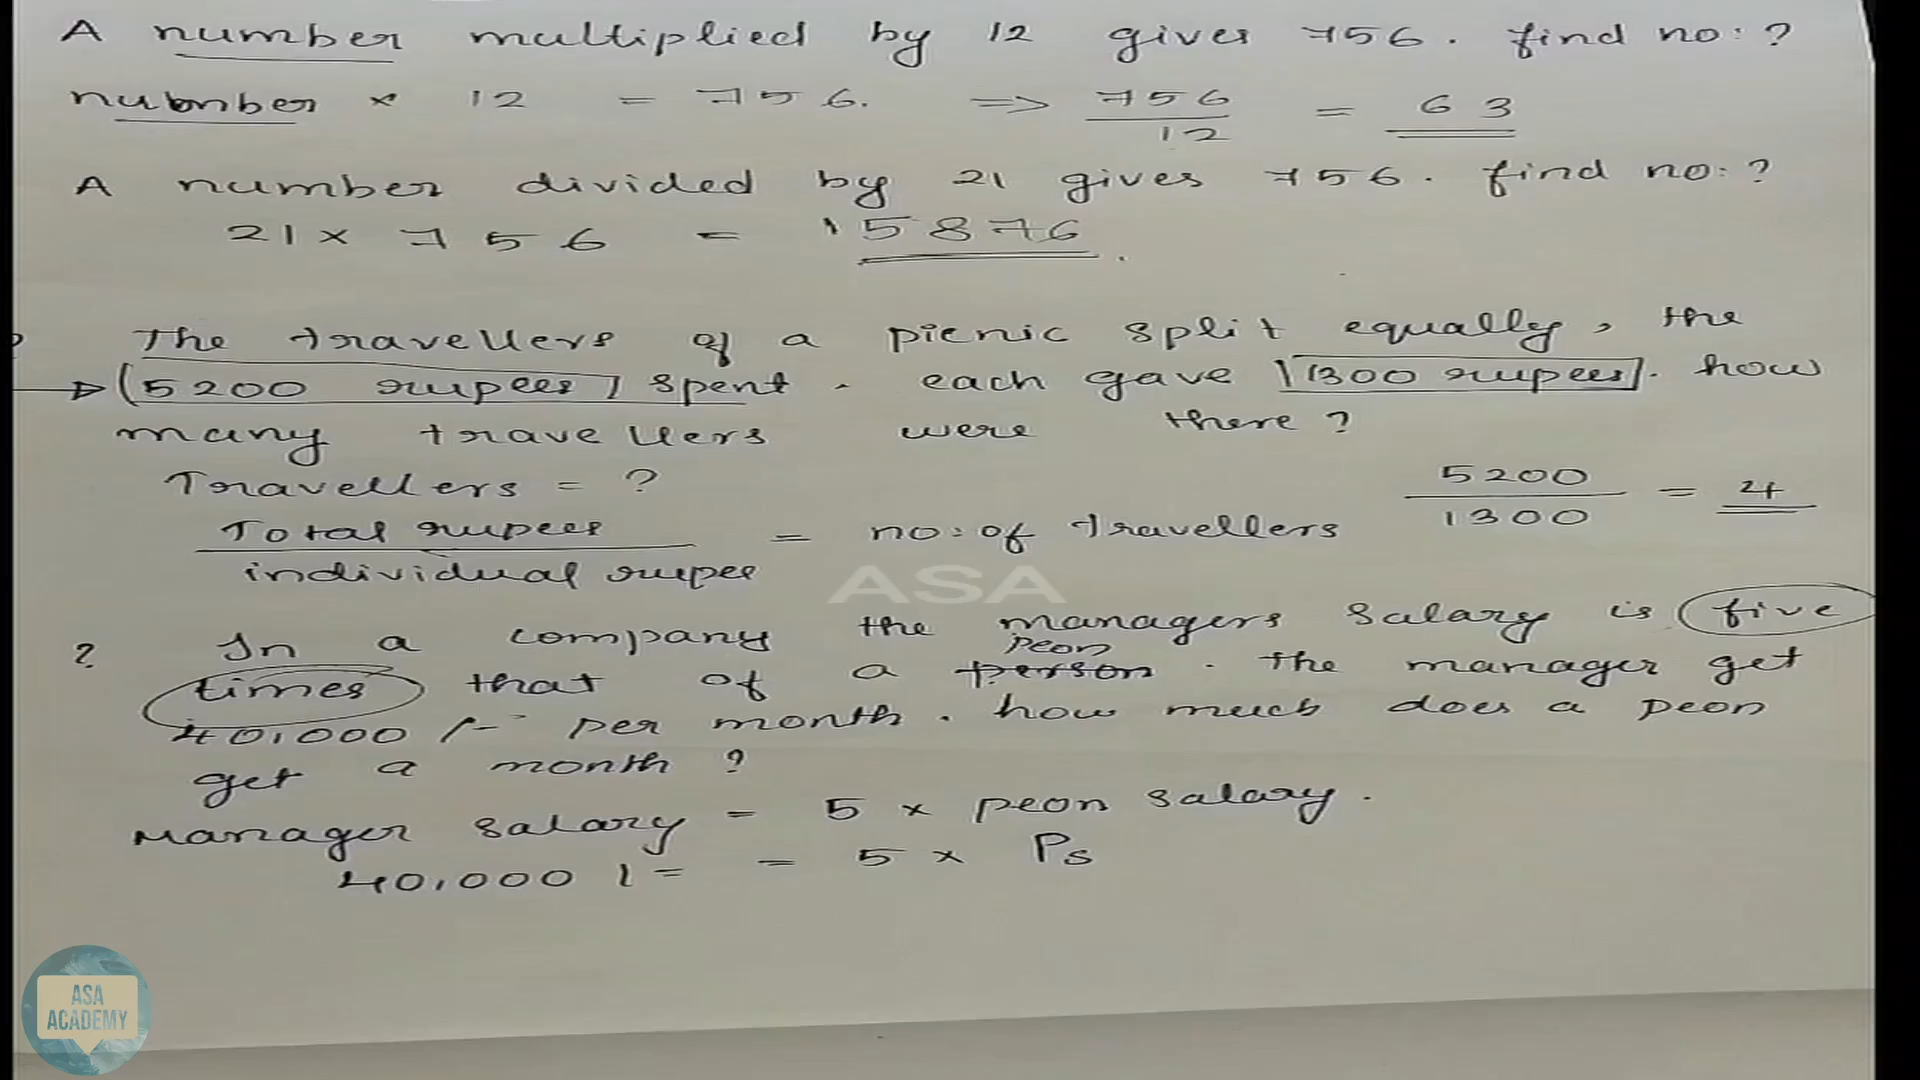 A number multiplied by 12 gives 756. find no: ?
number × 12 = 756. => 756/12 = 63
A number divided by 21 gives 756. find no: ?
21 × 756 = 15876.
The travellers of a picnic split equally, the
(5200 rupees) spent. each gave |1300 rupees|. how
many travellers were there ?
Travellers = ?
Total rupees/individual rupee = no: of Travellers 5200/1300 = 4
ASA
? In a company the managers salary is five
times that of a person peon. The manager get
40,000/- per month. how much does a peon
get a month ?
Manager salary = 5 × peon salary.
40,000/= = 5 × Ps
ASA
ACADEMY